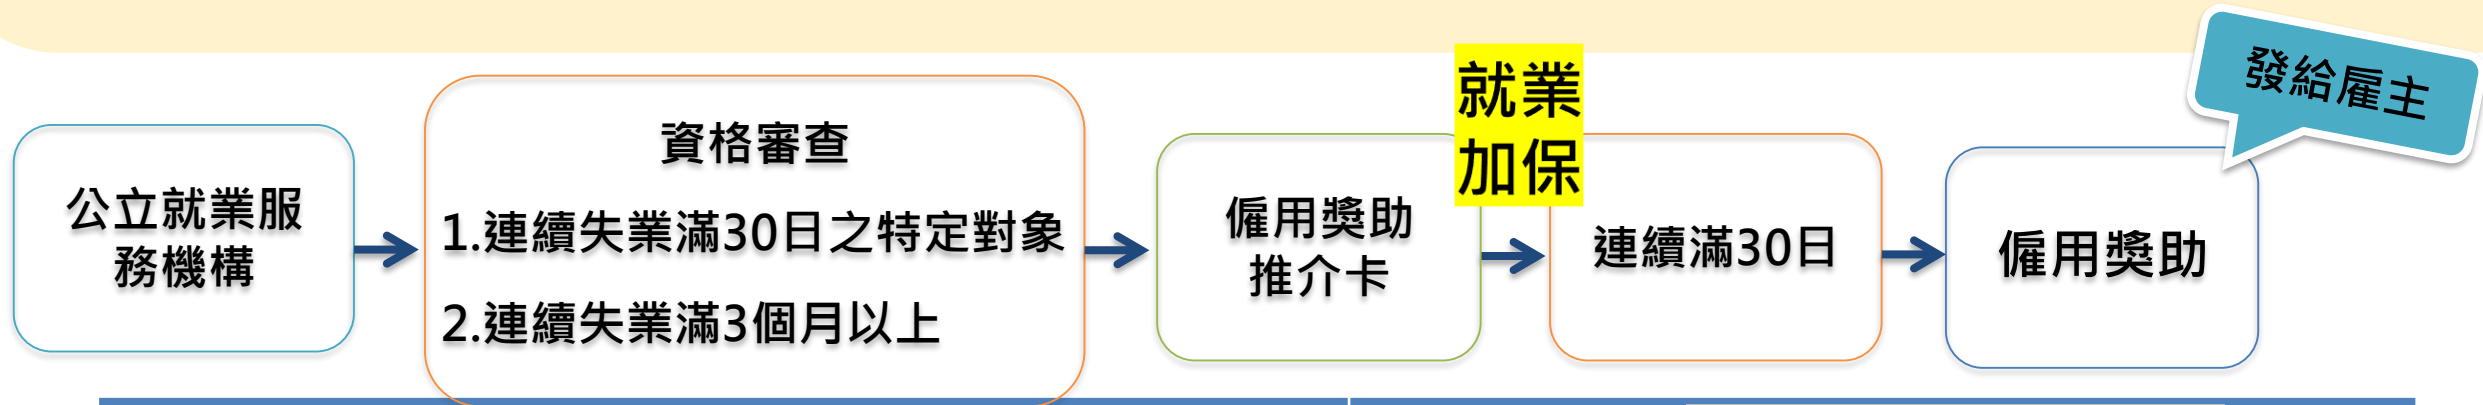 公立就業服
務機構
資格審查
1.連續失業滿30日之特定對象
2.連續失業滿3個月以上
僱用獎助
推介卡
就業
加保
連續滿30日
僱用獎助
發給雇主